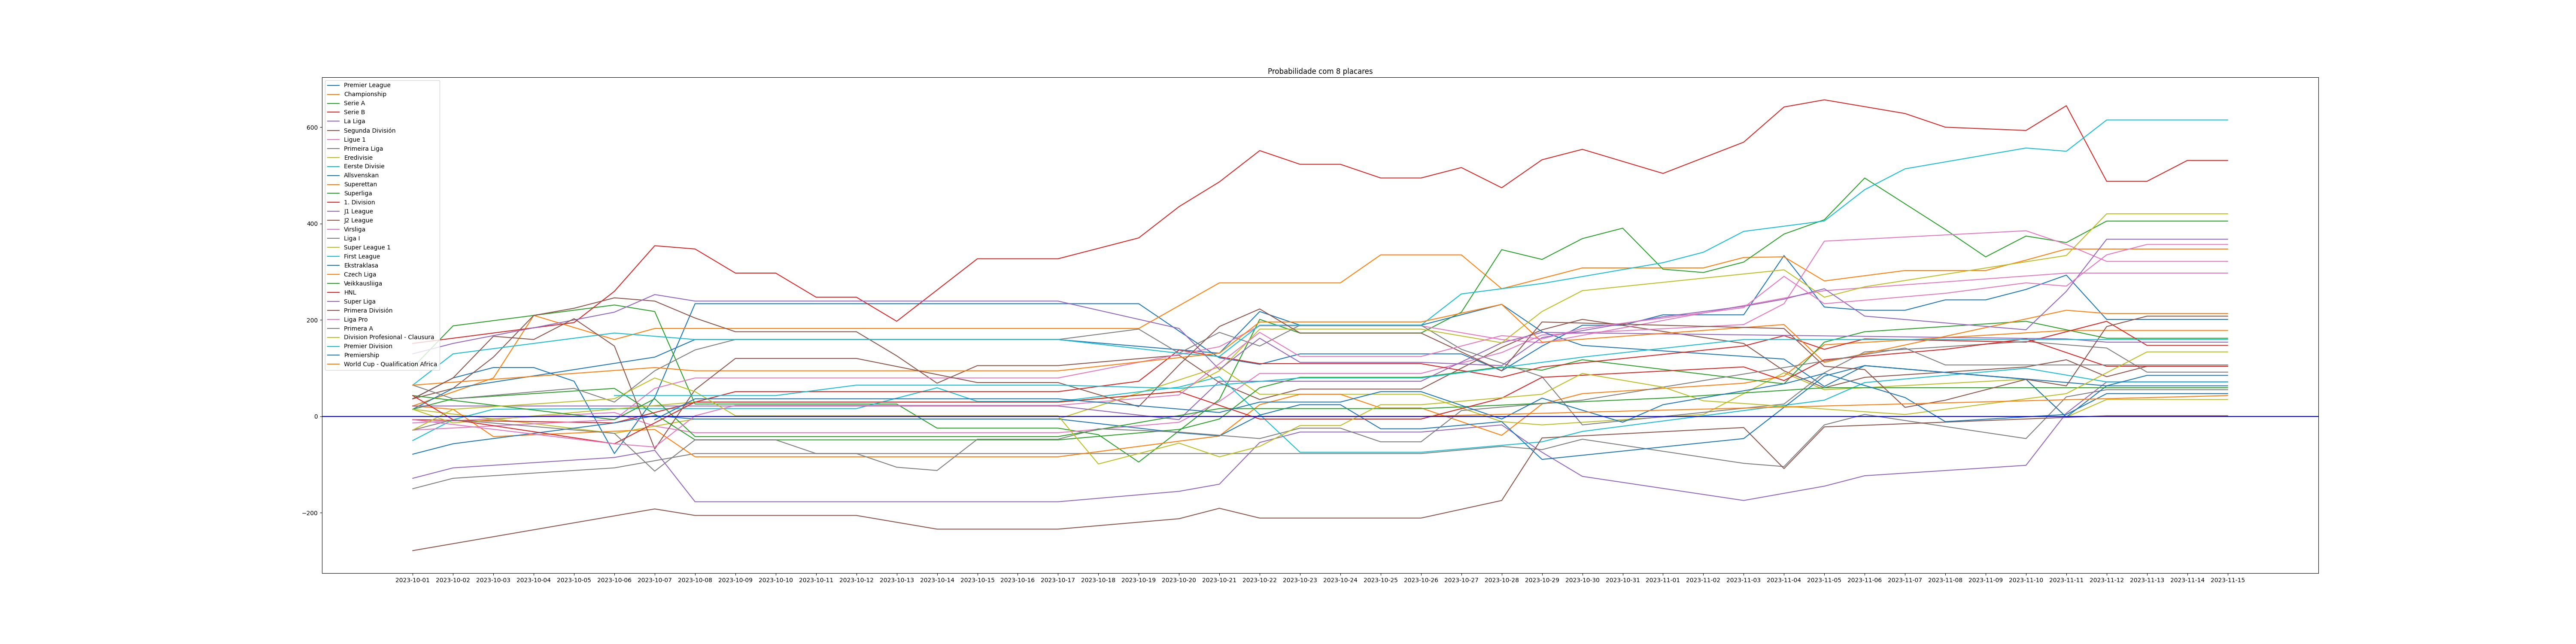 Probabilidade com 8 placares
Premier League
Championship
Serie A
Serie B
La Liga
Segunda División
Ligue 1
Primeira Liga
Eredivisie
Eerste Divisie
Allsvenskan
Superettan
Superliga
1. Division
J1 League
J2 League
Virsliga
Liga I
Super League 1
First League
Ekstraklasa
Czech Liga
Veikkausliiga
HNL
Super Liga
Primera División
Liga Pro
Primera A
Division Profesional - Clausura
Premier Division
Premiership
World Cup - Qualification Africa
600
400
200
0
−200
2023-10-01 2023-10-02 2023-10-03 2023-10-04 2023-10-05 2023-10-06 2023-10-07 2023-10-08 2023-10-09 2023-10-10 2023-10-11 2023-10-12 2023-10-13 2023-10-14 2023-10-15 2023-10-16 2023-10-17 2023-10-18 2023-10-19 2023-10-20 2023-10-21 2023-10-22 2023-10-23 2023-10-24 2023-10-25 2023-10-26 2023-10-27 2023-10-28 2023-10-29 2023-10-30 2023-10-31 2023-11-01 2023-11-02 2023-11-03 2023-11-04 2023-11-05 2023-11-06 2023-11-07 2023-11-08 2023-11-09 2023-11-10 2023-11-11 2023-11-12 2023-11-13 2023-11-14 2023-11-15